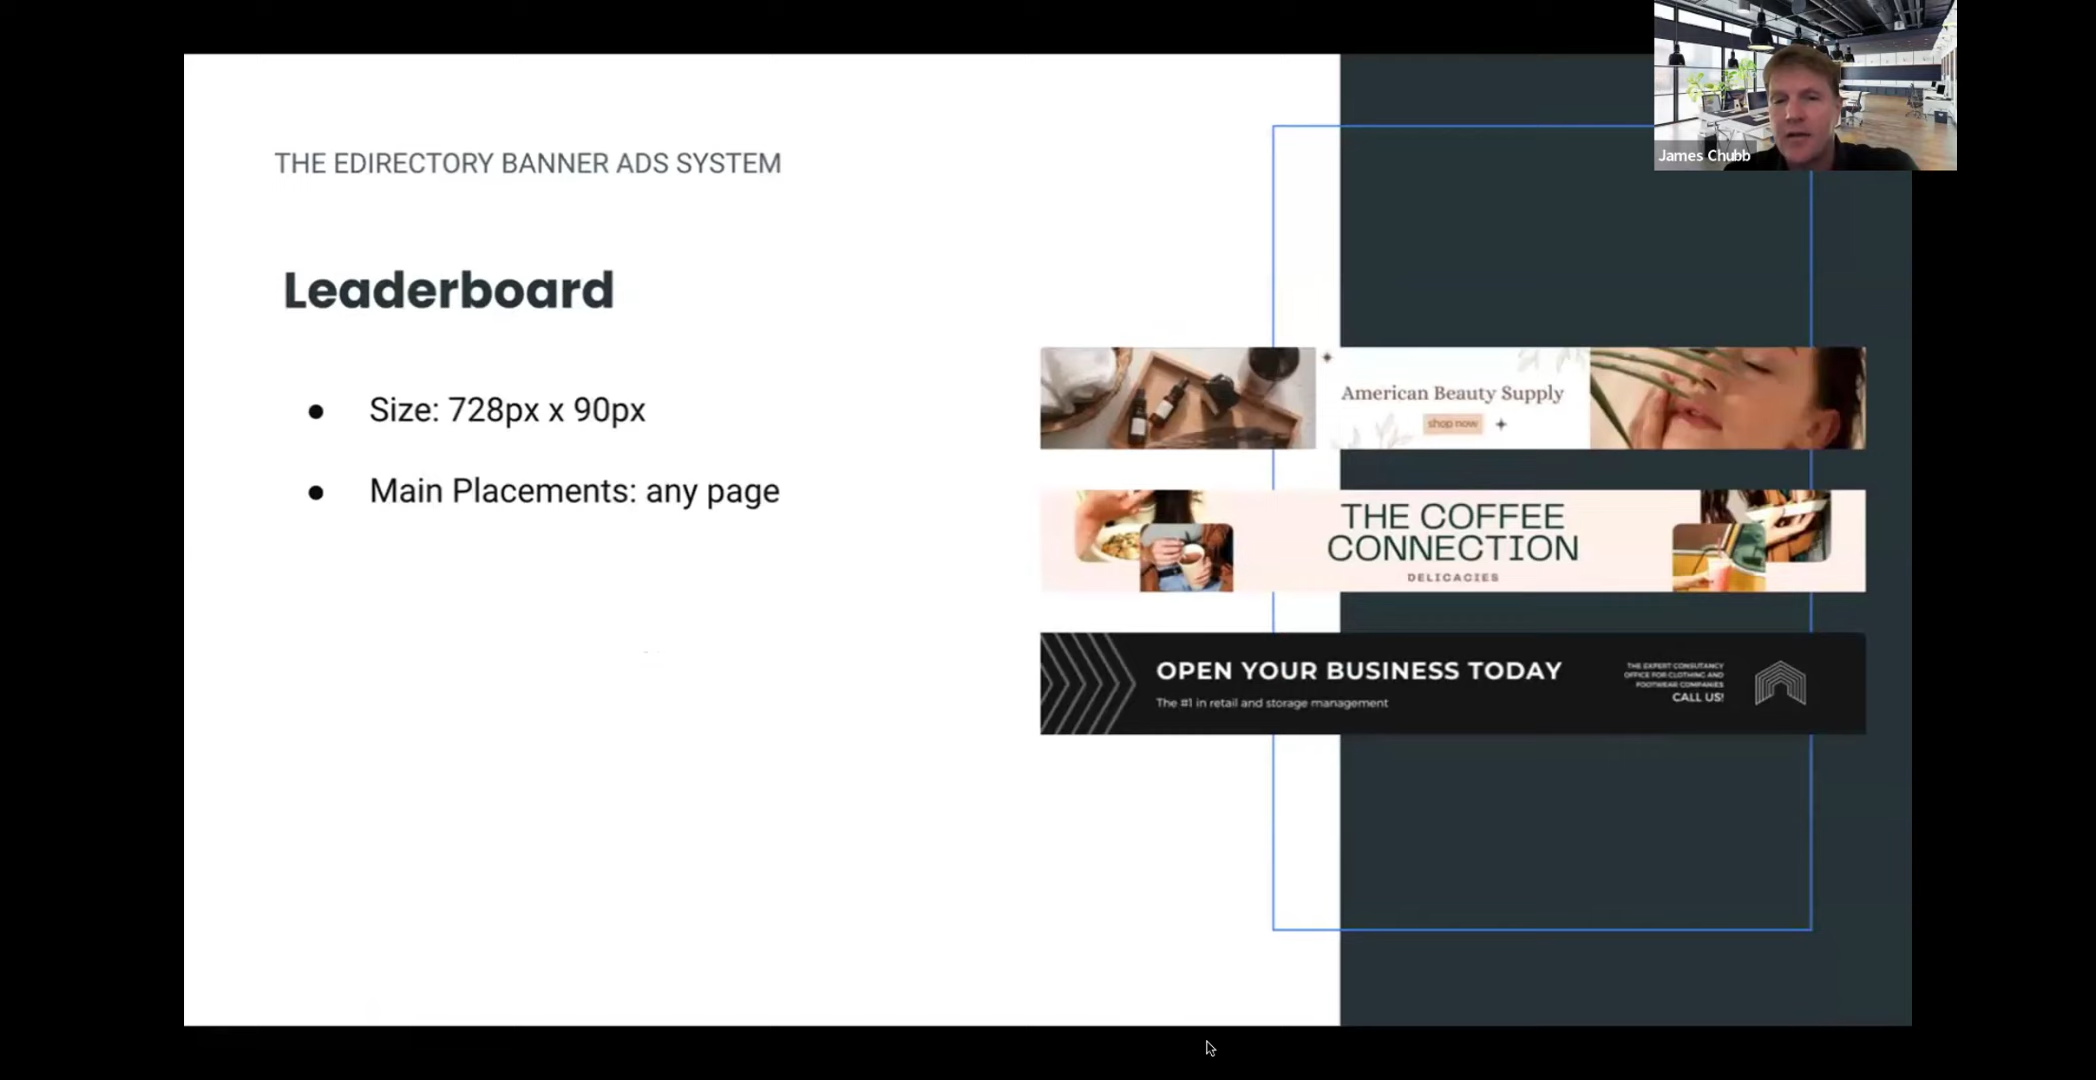 THE EDIRECTORY BANNER ADS SYSTEM
James Chubb
Leaderboard
● Size: 728px x 90px
● Main Placements: any page
American Beauty Supply
shop now
THE COFFEE
CONNECTION
DELICACIES
OPEN YOUR BUSINESS TODAY
The #1 in retail and storage management
THE EXPERT CONSUTANCY
OFFICE FOR CLOTHING AND
FOOTWEAR COMPANIES
CALL US!